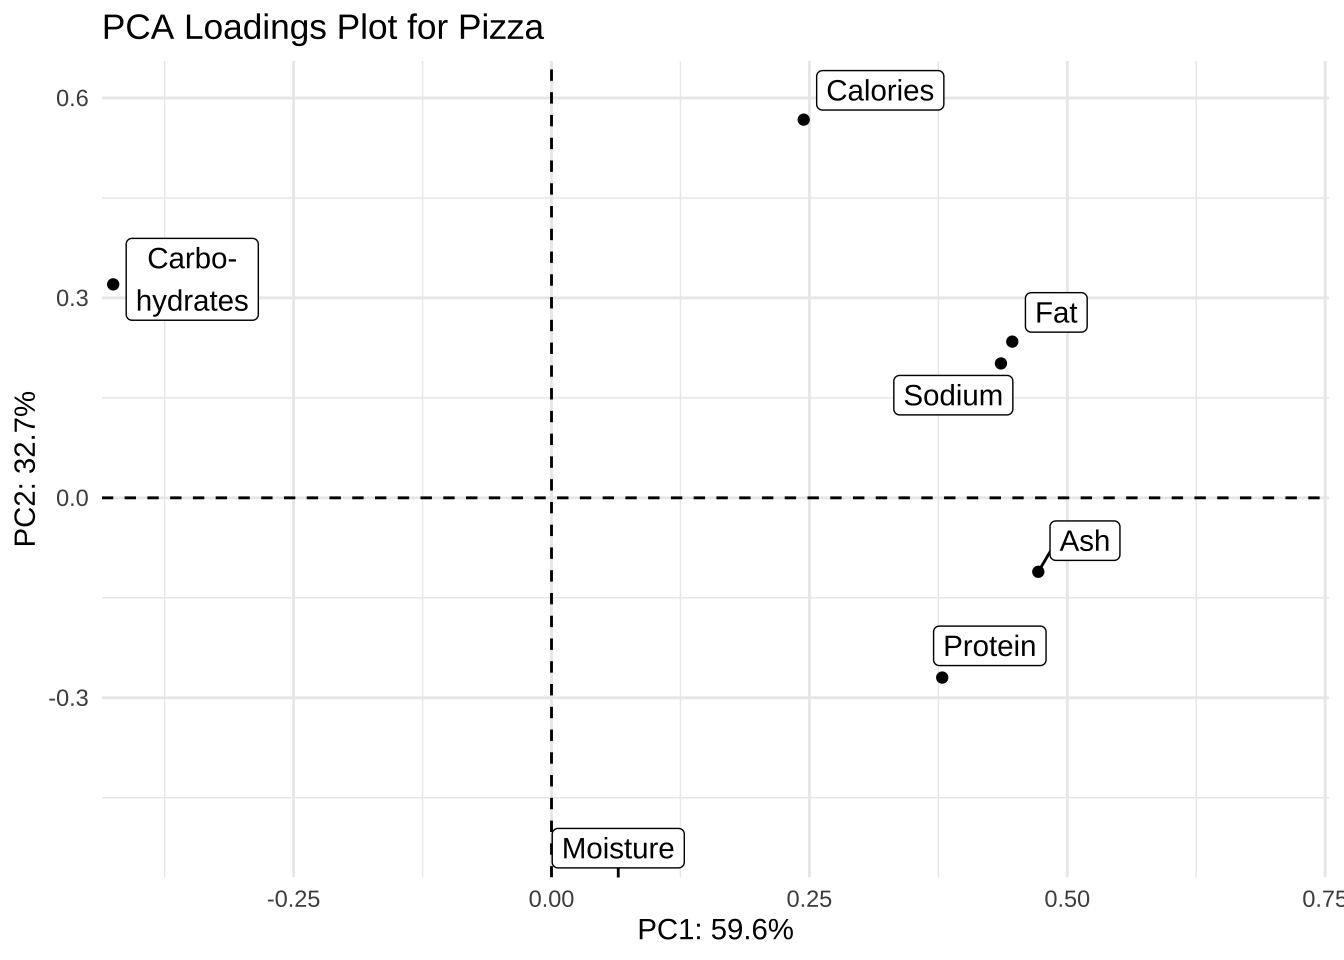 PCA Loadings Plot for Pizza
0.6
0.3
0.0
-0.3
PC2: 32.7%
Calories
Carbo-
hydrates
Fat
Sodium
Ash
Protein
Moisture
-0.25
0.00
0.25
0.50
0.75
PC1: 59.6%